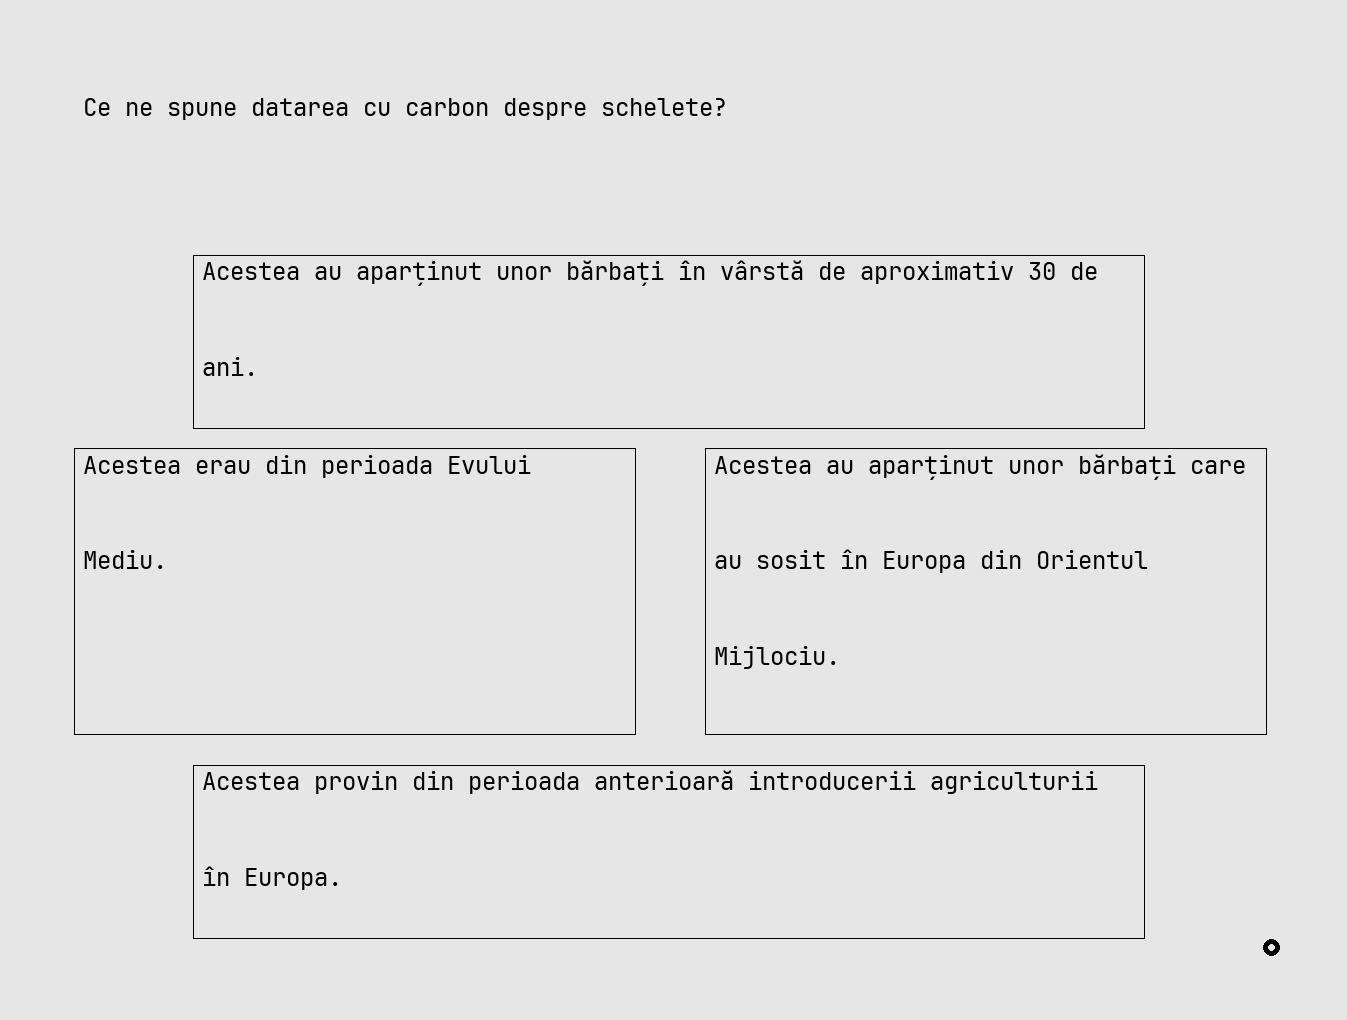 Ce ne spune datarea cu carbon despre schelete?
Acestea au aparținut unor bărbați în vârstă de aproximativ 30 de
ani.
Acestea erau din perioada Evului
Mediu.
Acestea au aparținut unor bărbați care
au sosit în Europa din Orientul
Mijlociu.
Acestea provin din perioada anterioară introducerii agriculturii
în Europa.